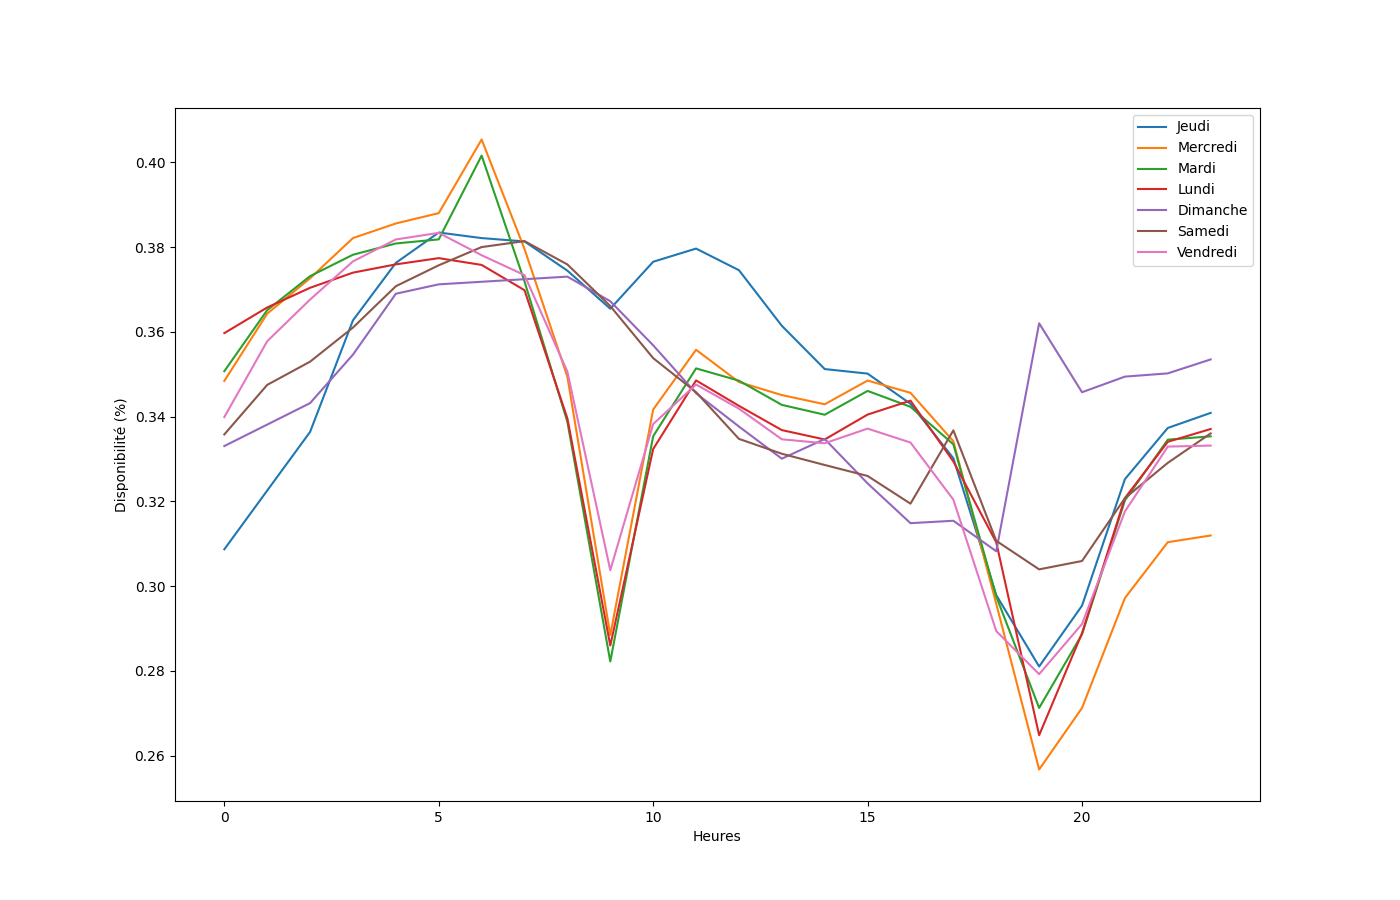 Jeudi
Mercredi
Mardi
Lundi
Dimanche
Samedi
Vendredi
Disponibilité (%)
0.40
0.38
0.36
0.34
0.32
0.30
0.28
0.26
0 5 10 15 20
Heures